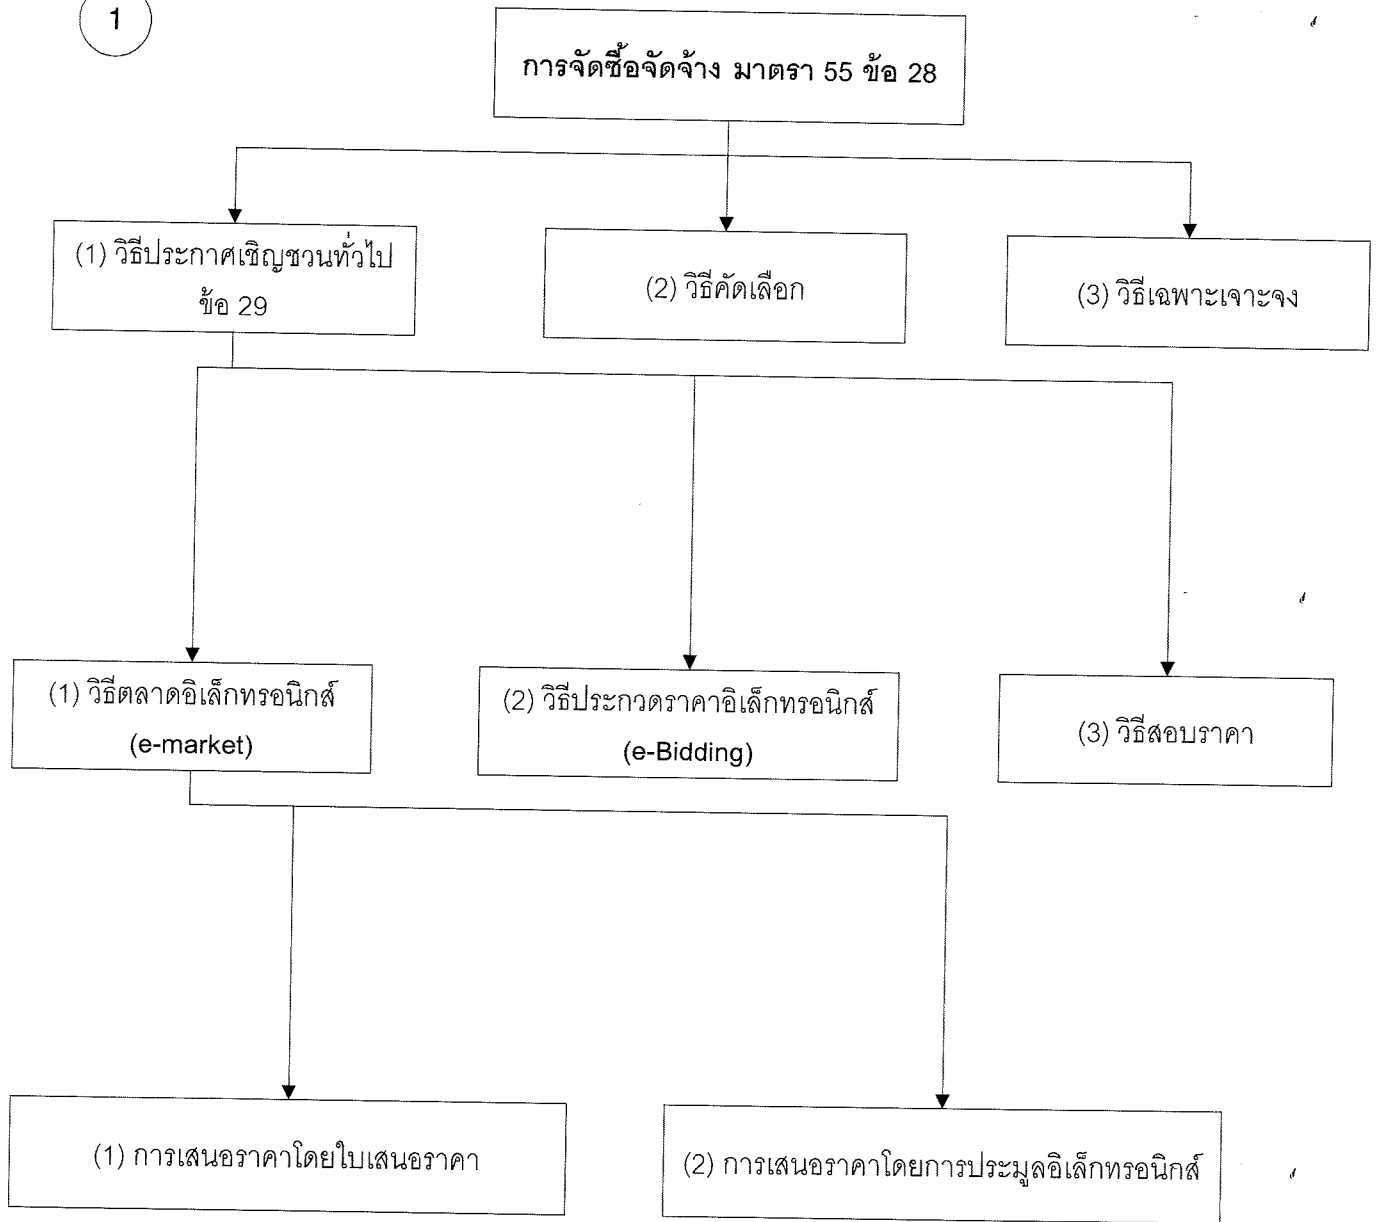 1
การจัดซื้อจัดจ้าง มาตรา 55 ข้อ 28
(1) วิธีประกาศเชิญชวนทั่วไป
ข้อ 29
(2) วิธีคัดเลือก
(3) วิธีเฉพาะเจาะจง
(1) วิธีตลาดอิเล็กทรอนิกส์
(e-market)
(2) วิธีประกวดราคาอิเล็กทรอนิกส์
(e-Bidding)
(3) วิธีสอบราคา
(1) การเสนอราคาโดยใบเสนอราคา
(2) การเสนอราคาโดยการประมูลอิเล็กทรอนิกส์